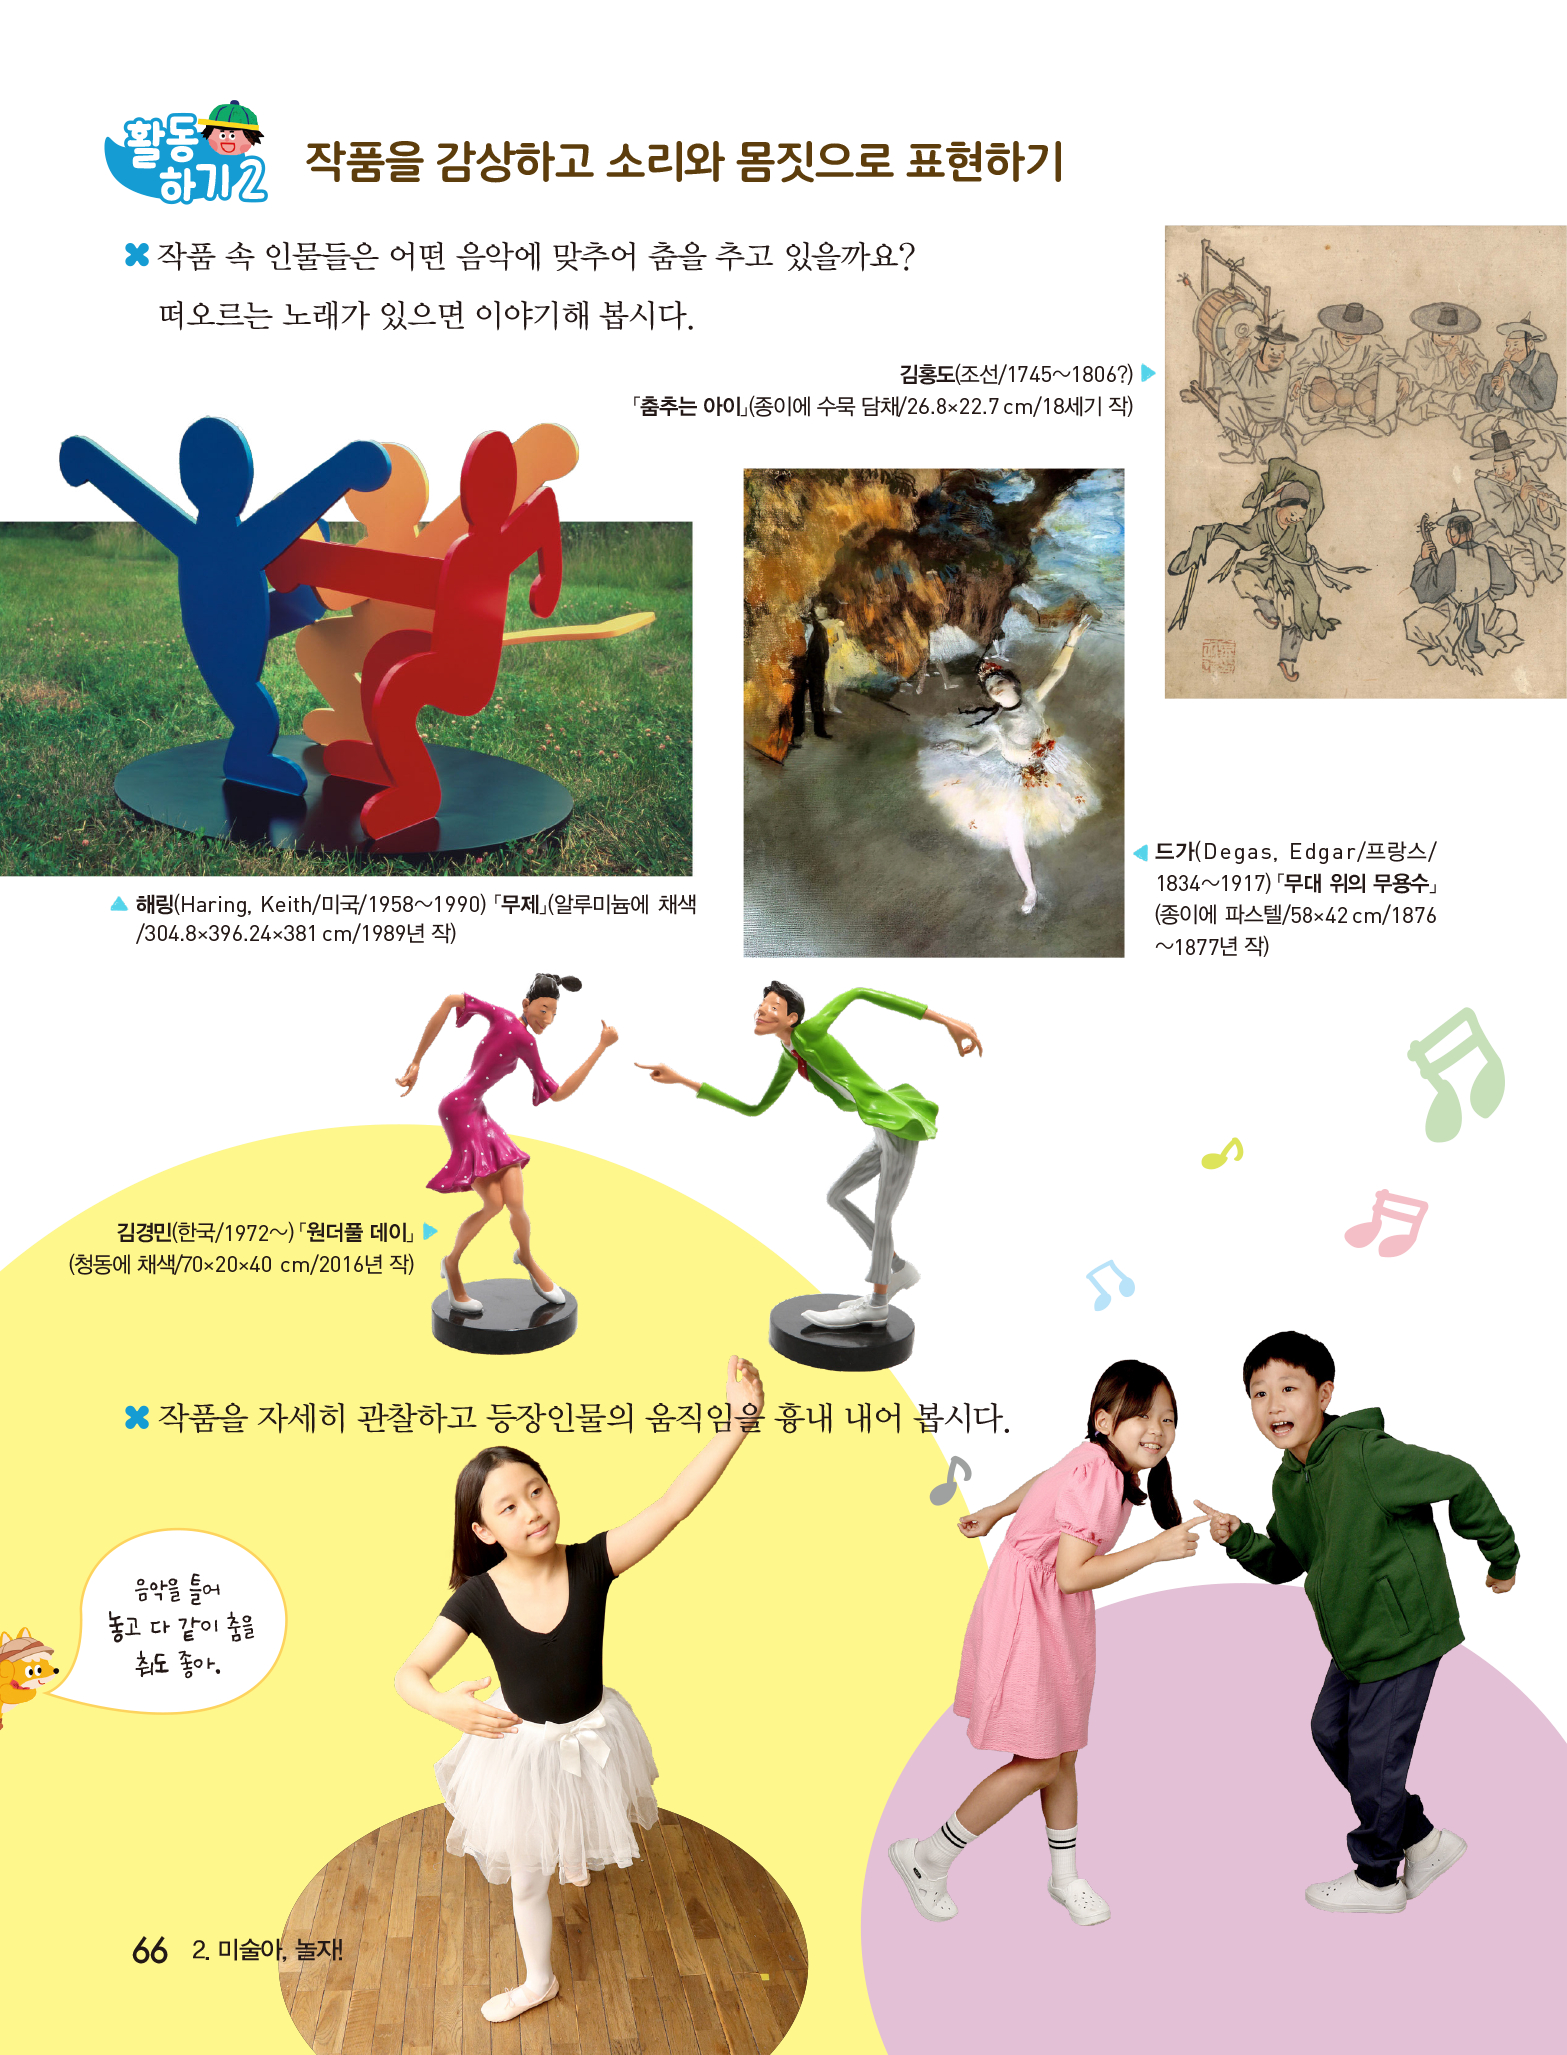 활동
하기 2
작품을 감상하고 소리와 몸짓으로 표현하기
작품 속 인물들은 어떤 음악에 맞추어 춤을 추고 있을까요?
떠오르는 노래가 있으면 이야기해 봅시다.
김홍도(조선/1745~1806?)
「춤추는 아이」(종이에 수묵 담채/26.8×22.7 cm/18세기 작)
해링(Haring, Keith/미국/1958~1990) 「무제」(알루미늄에 채색
/304.8×396.24×381 cm/1989년 작)
드가(Degas, Edgar/프랑스/
1834~1917) 「무대 위의 무용수」
(종이에 파스텔/58×42 cm/1876
~1877년 작)
김경민(한국/1972~) 「원더풀 데이」
(청동에 채색/70×20×40 cm/2016년 작)
작품을 자세히 관찰하고 등장인물의 움직임을 흉내 내어 봅시다.
음악을 틀어
놓고 다 같이 춤을
춰도 좋아.
66 2. 미술아, 놀자!